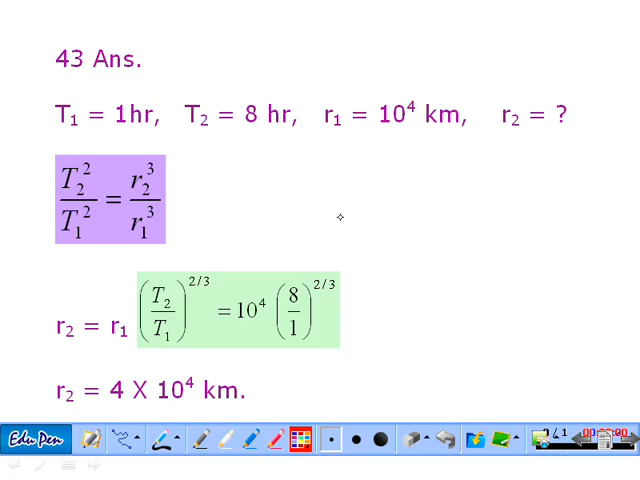 43 Ans.
T₁ = 1hr, T₂ = 8 hr, r₁ = 10⁴ km, r₂ = ?
T₂²/T₁² = r₂³/r₁³
r₂ = r₁ (T₂/T₁)^2/3 = 10⁴ (8/1)^2/3
r₂ = 4 X 10⁴ km.
Edu Pen